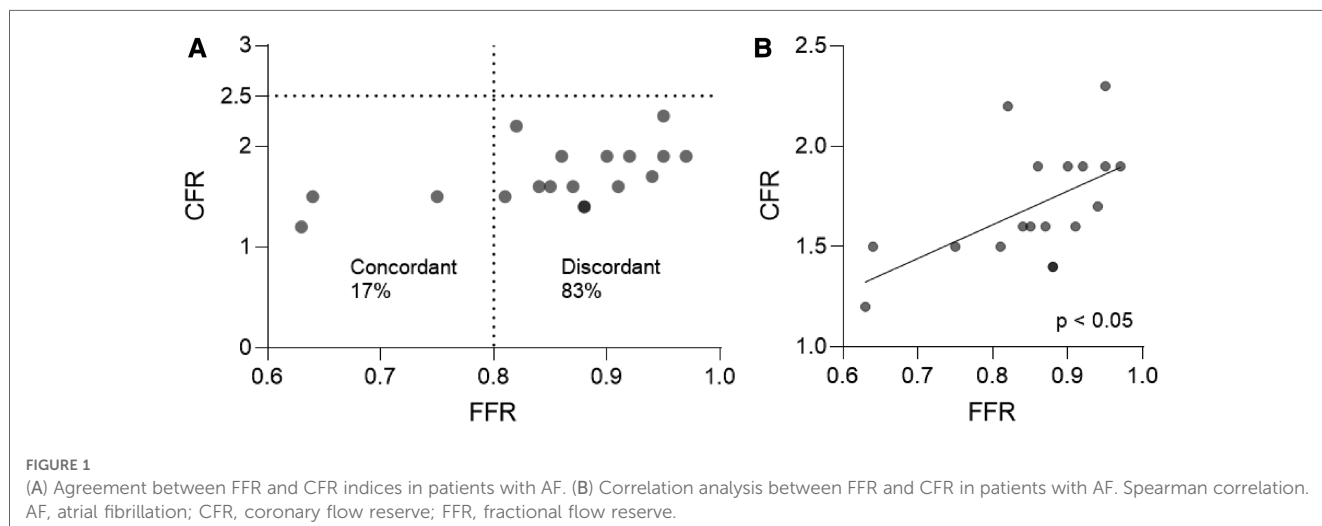 A
3
2.5
2
1
0
CFR
Concordant
17%
Discordant
83%
0.6 0.7 0.8 0.9 1.0
FFR
B
2.5
2.0
1.5
1.0
CFR
p < 0.05
0.6 0.7 0.8 0.9 1.0
FFR
FIGURE 1
(A) Agreement between FFR and CFR indices in patients with AF. (B) Correlation analysis between FFR and CFR in patients with AF. Spearman correlation.
AF, atrial fibrillation; CFR, coronary flow reserve; FFR, fractional flow reserve.